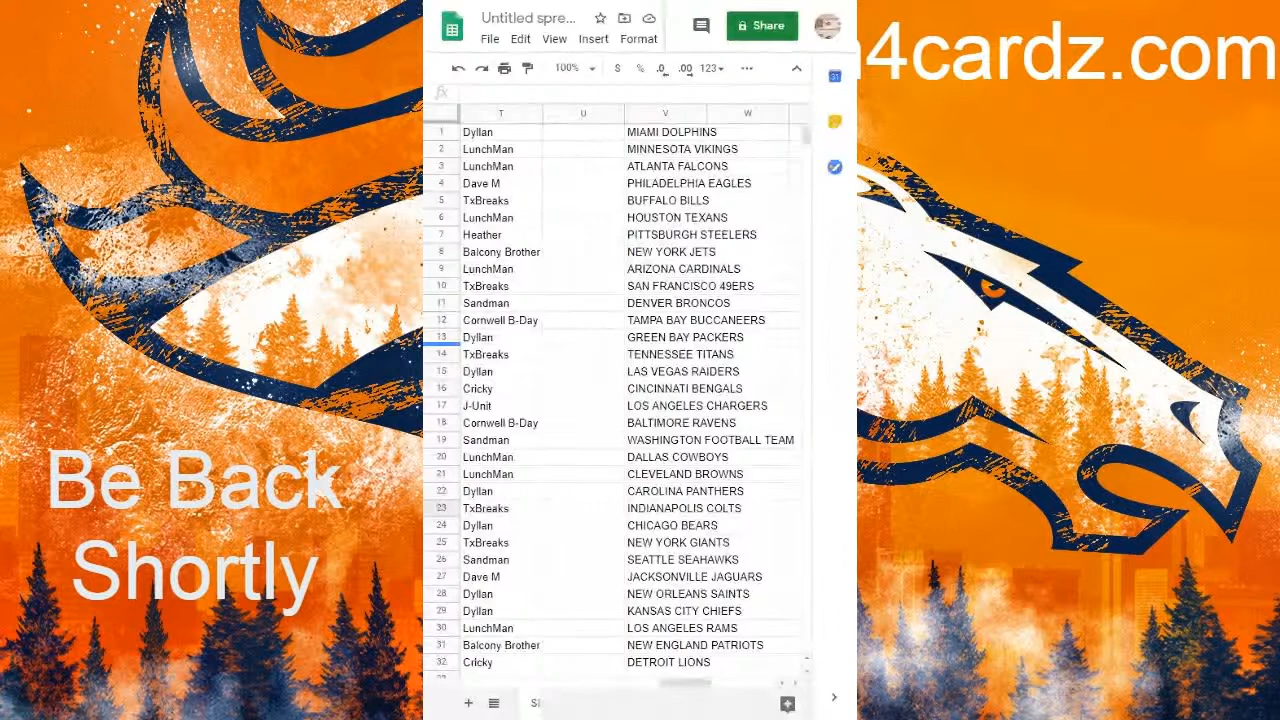 Untitled spre...
Share
File Edit View Insert Format
100% $ % .0 .00 123
fx
T U V W
1 Dyllan MIAMI DOLPHINS
2 LunchMan MINNESOTA VIKINGS
3 LunchMan ATLANTA FALCONS
4 Dave M PHILADELPHIA EAGLES
5 TxBreaks BUFFALO BILLS
6 LunchMan HOUSTON TEXANS
7 Heather PITTSBURGH STEELERS
8 Balcony Brother NEW YORK JETS
9 LunchMan ARIZONA CARDINALS
10 TxBreaks SAN FRANCISCO 49ERS
11 Sandman DENVER BRONCOS
12 Cornwell B-Day TAMPA BAY BUCCANEERS
13 Dyllan GREEN BAY PACKERS
14 TxBreaks TENNESSEE TITANS
15 Dyllan LAS VEGAS RAIDERS
16 Cricky CINCINNATI BENGALS
17 J-Unit LOS ANGELES CHARGERS
18 Cornwell B-Day BALTIMORE RAVENS
19 Sandman WASHINGTON FOOTBALL TEAM
20 LunchMan DALLAS COWBOYS
21 LunchMan CLEVELAND BROWNS
22 Dyllan CAROLINA PANTHERS
23 TxBreaks INDIANAPOLIS COLTS
24 Dyllan CHICAGO BEARS
25 TxBreaks NEW YORK GIANTS
26 Sandman SEATTLE SEAHAWKS
27 Dave M JACKSONVILLE JAGUARS
28 Dyllan NEW ORLEANS SAINTS
29 Dyllan KANSAS CITY CHIEFS
30 LunchMan LOS ANGELES RAMS
31 Balcony Brother NEW ENGLAND PATRIOTS
32 Cricky DETROIT LIONS
31
4cardz.com
Be Back
Shortly